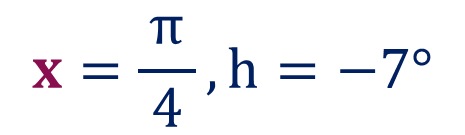 x = π/4, h = −7°